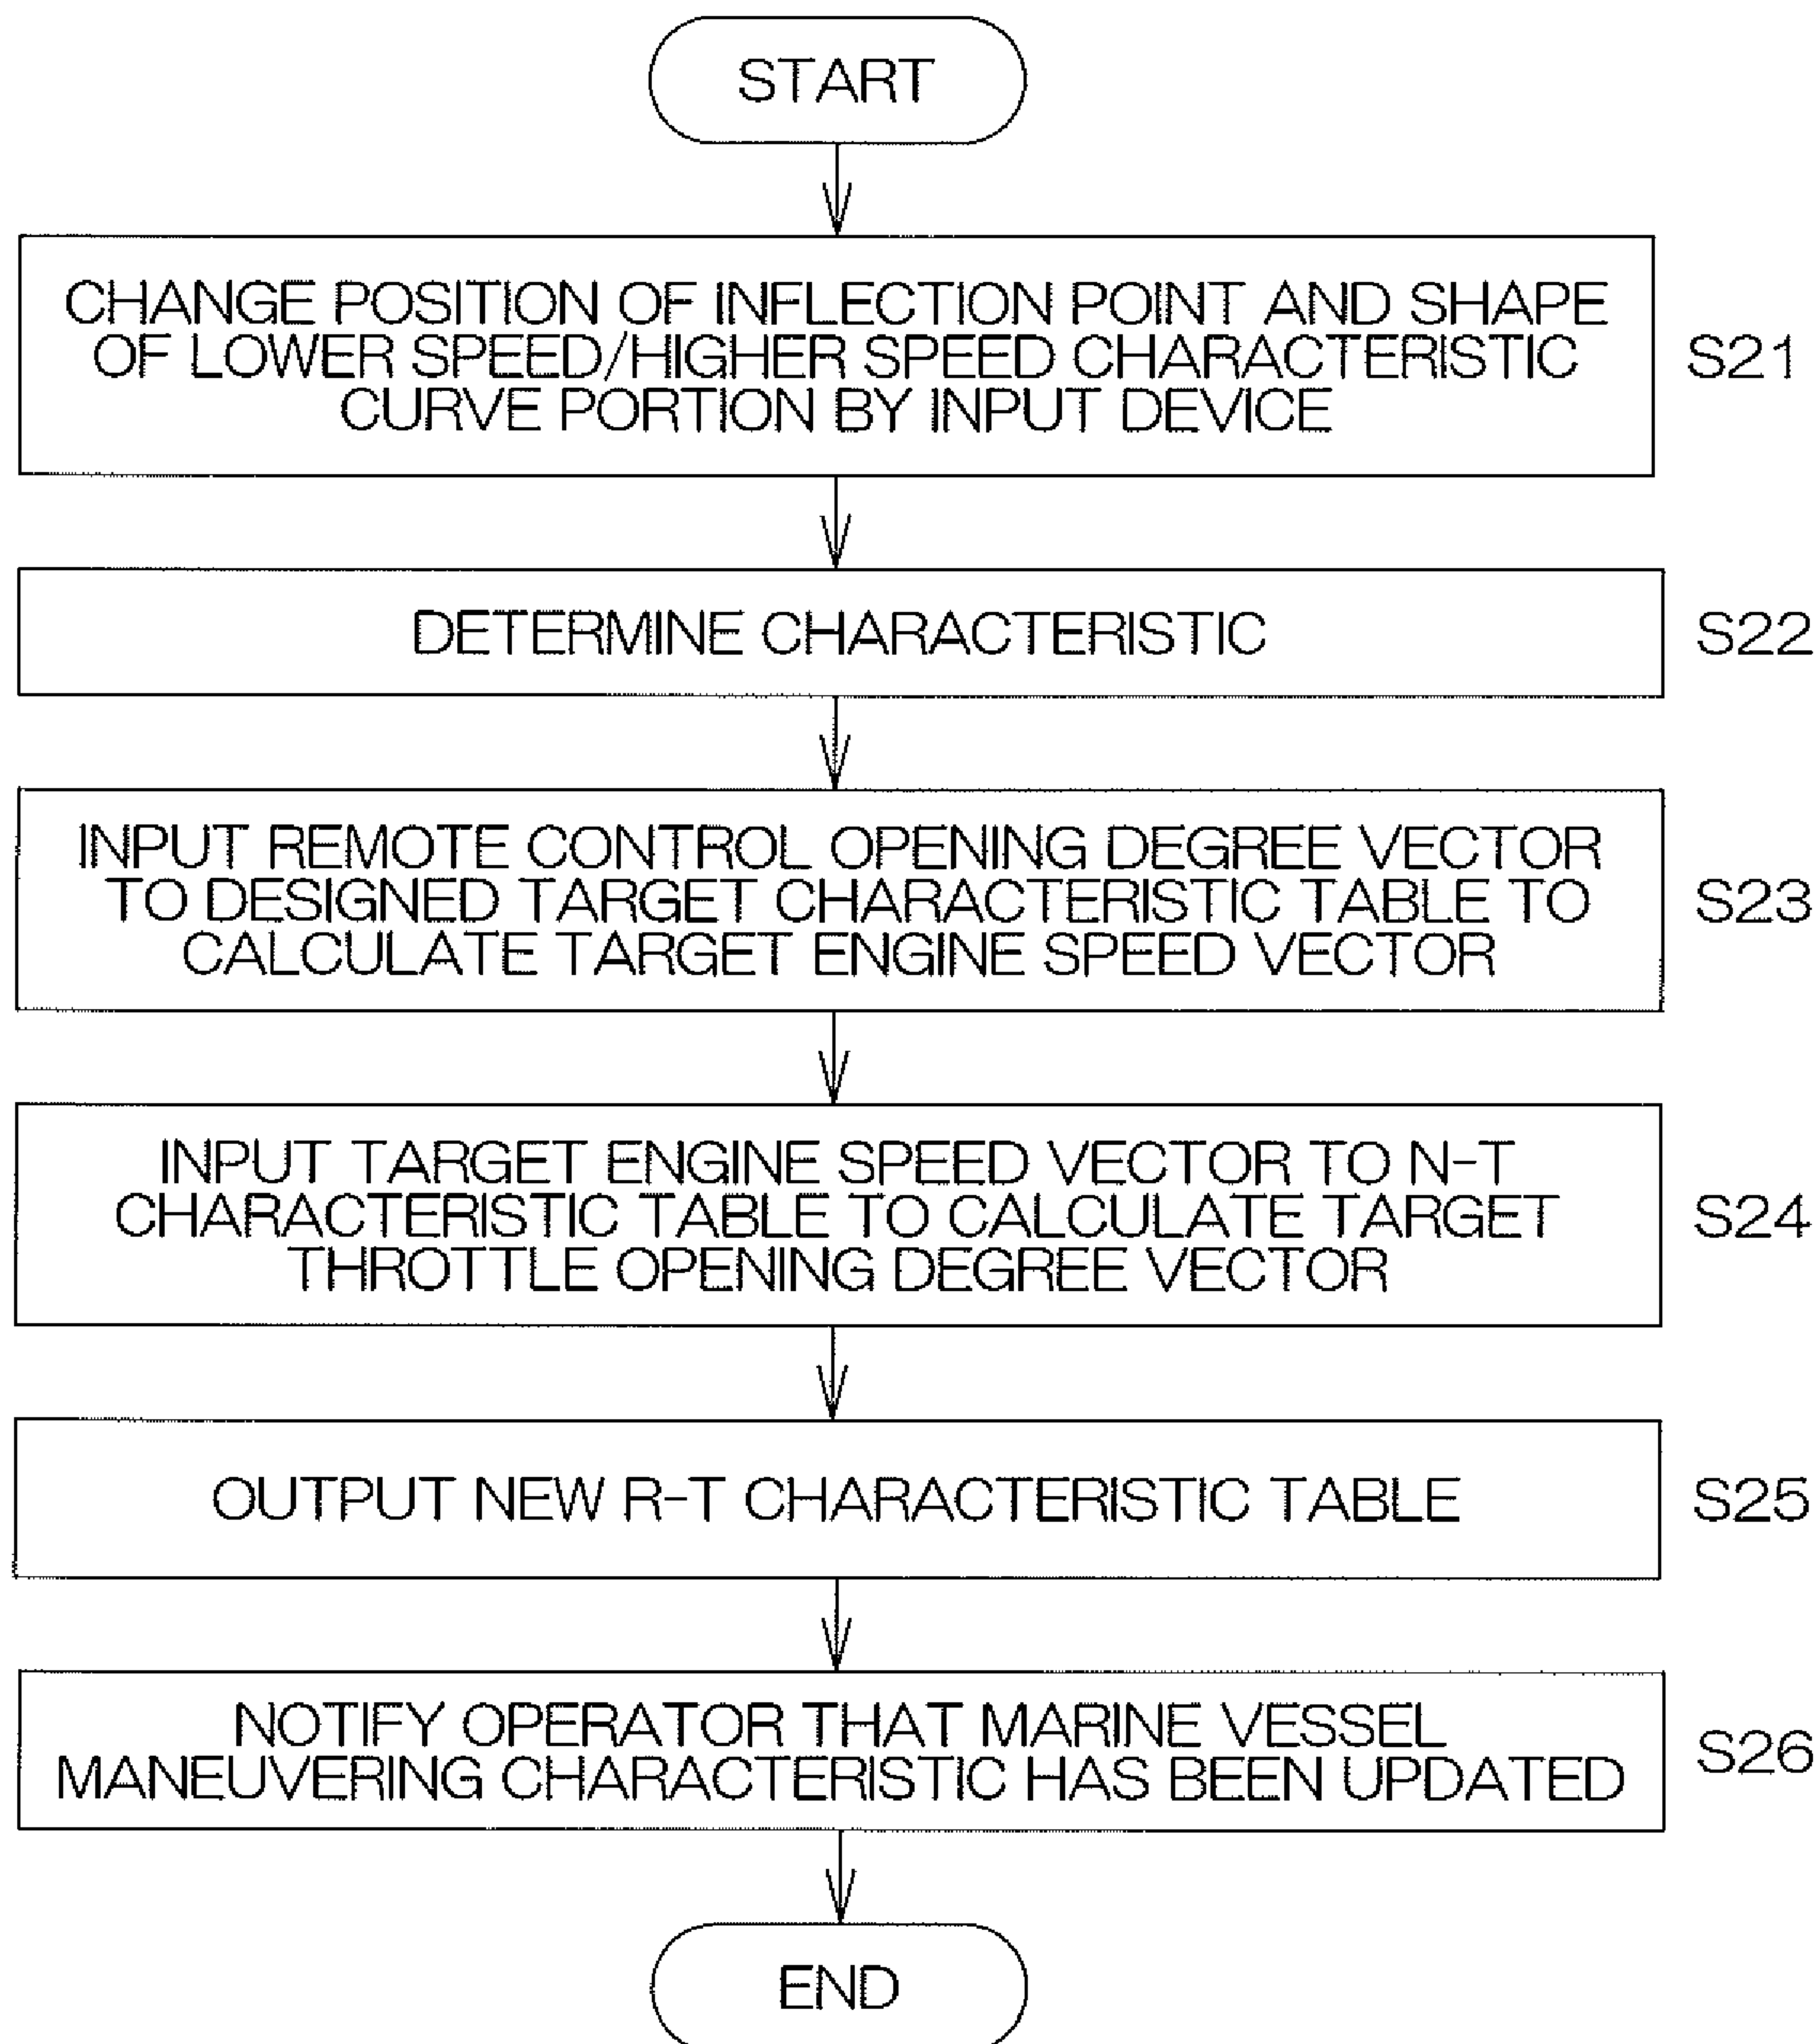 START
CHANGE POSITION OF INFLECTION POINT AND SHAPE
OF LOWER SPEED/HIGHER SPEED CHARACTERISTIC
CURVE PORTION BY INPUT DEVICE
S21
DETERMINE CHARACTERISTIC
S22
INPUT REMOTE CONTROL OPENING DEGREE VECTOR
TO DESIGNED TARGET CHARACTERISTIC TABLE TO
CALCULATE TARGET ENGINE SPEED VECTOR
S23
INPUT TARGET ENGINE SPEED VECTOR TO N-T
CHARACTERISTIC TABLE TO CALCULATE TARGET
THROTTLE OPENING DEGREE VECTOR
S24
OUTPUT NEW R-T CHARACTERISTIC TABLE
S25
NOTIFY OPERATOR THAT MARINE VESSEL
MANEUVERING CHARACTERISTIC HAS BEEN UPDATED
S26
END